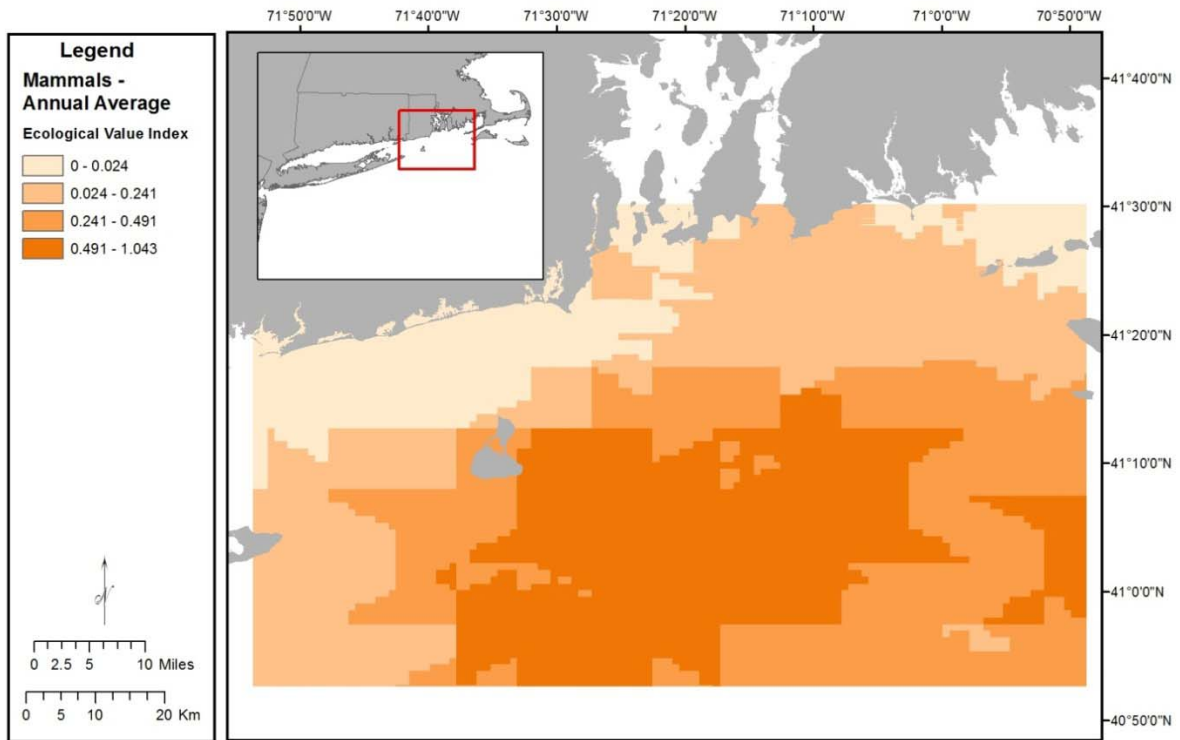 71°50'0"W 71°40'0"W 71°30'0"W 71°20'0"W 71°10'0"W 71°0'0"W 70°50'0"W
Legend
Mammals -
Annual Average
Ecological Value Index
0 - 0.024
0.024 - 0.241
0.241 - 0.491
0.491 - 1.043
N
0 2.5 5 10 Miles
0 5 10 20 Km
41°40'0"N
41°30'0"N
41°20'0"N
41°10'0"N
41°0'0"N
40°50'0"N